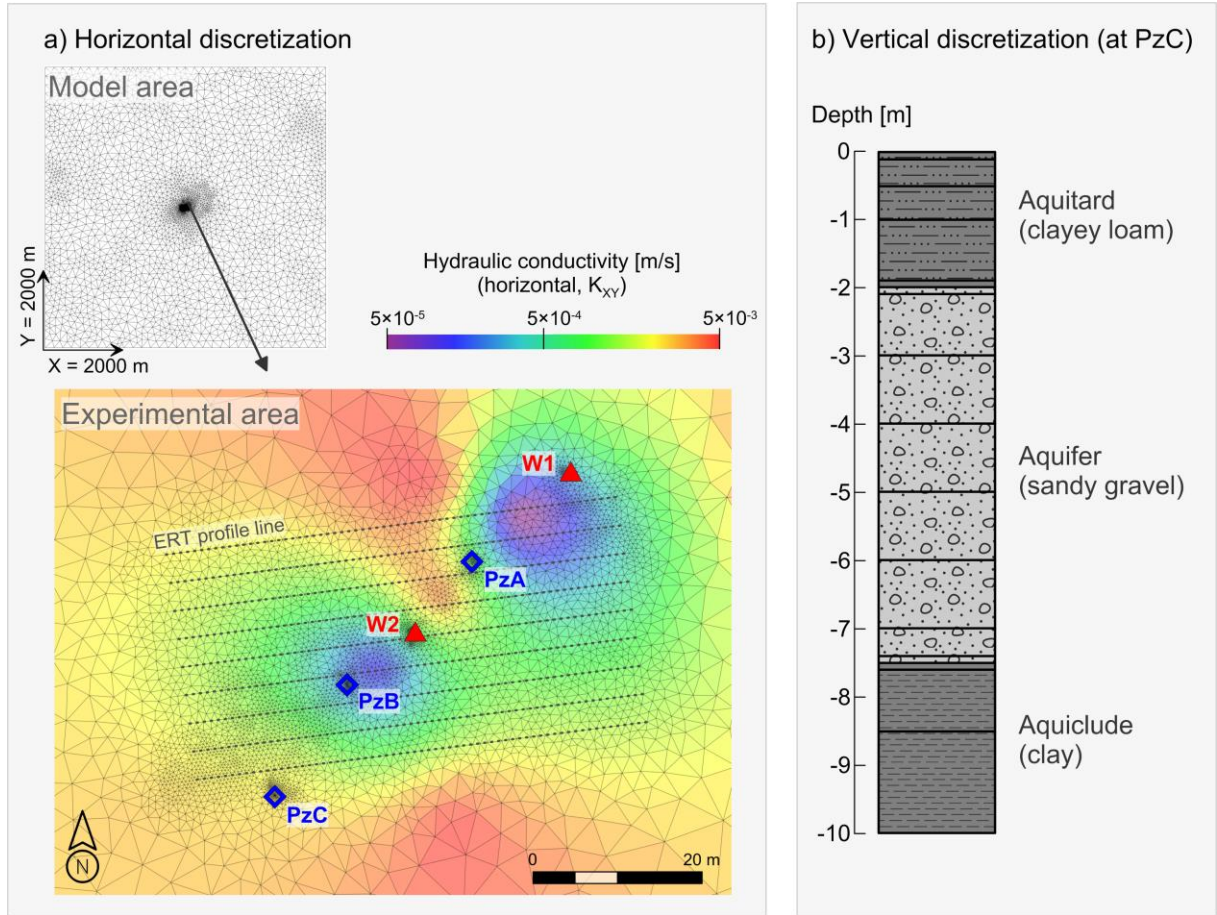 a) Horizontal discretization
Model area
Y = 2000 m
X = 2000 m
Hydraulic conductivity [m/s]
(horizontal, K_XY)
5×10⁻⁵ 5×10⁻⁴ 5×10⁻³
Experimental area
W1
ERT profile line
PzA
W2
PzB
PzC
N
0 20 m
b) Vertical discretization (at PzC)
Depth [m]
0
-1
-2
-3
-4
-5
-6
-7
-8
-9
-10
Aquitard
(clayey loam)
Aquifer
(sandy gravel)
Aquiclude
(clay)